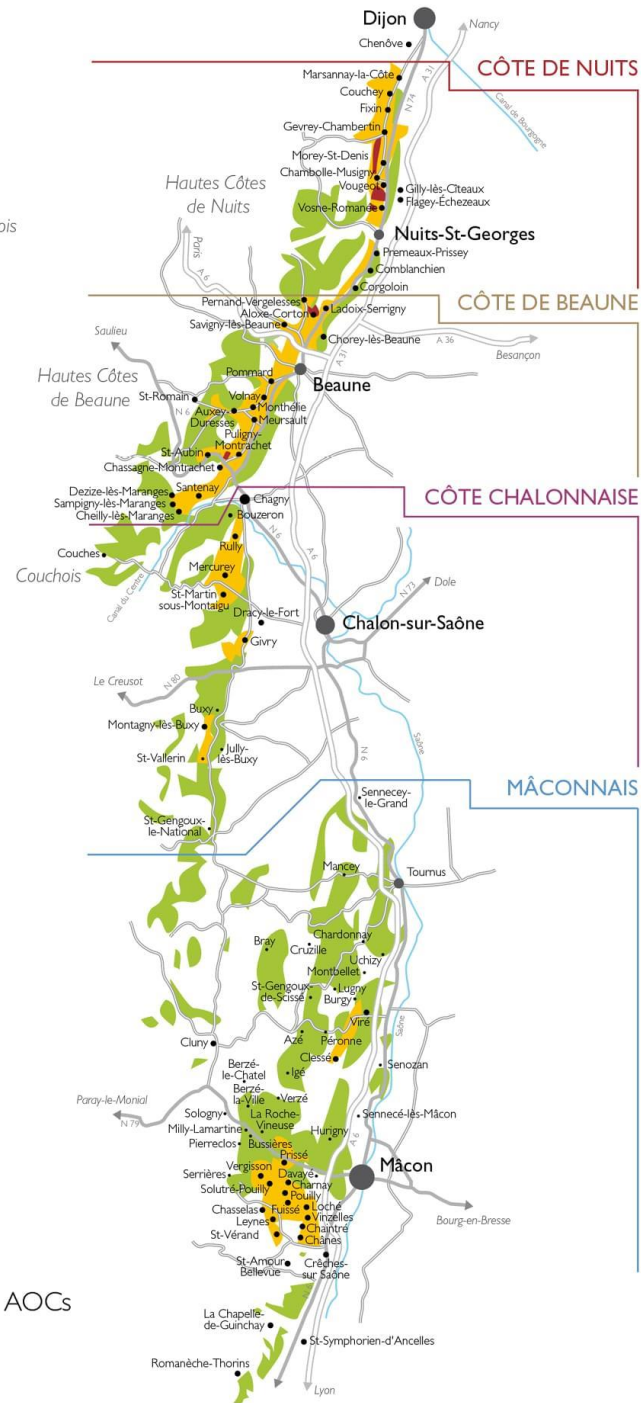 Dijon
Nancy
Chenôve
CÔTE DE NUITS
Marsannay-la-Côte
A 31
Couchey
N 74
Canal de Bourgogne
Fixin
Gevrey-Chambertin
Morey-St-Denis
Chambolle-Musigny
Hautes Côtes
de Nuits
Vougeot
Gilly-lès-Cîteaux
Flagey-Échezeaux
Vosne-Romanée
ois
Nuits-St-Georges
Paris
A 6
Premeaux-Prissey
Comblanchien
Corgoloin
CÔTE DE BEAUNE
Pernand-Vergelesses
Aloxe-Corton
Ladoix-Serrigny
Savigny-lès-Beaune
Chorey-lès-Beaune
A 36
Besançon
A 31
Saulieu
Hautes Côtes
de Beaune
Pommard
Beaune
St-Romain
N 6
Volnay
Auxey-
Duresses
Monthélie
Meursault
Puligny-
Montrachet
St-Aubin
Chassagne-Montrachet
Santenay
Dezize-lès-Maranges
Sampigny-lès-Maranges
Cheilly-lès-Maranges
CÔTE CHALONNAISE
Chagny
Bouzeron
N 6
A 6
Rully
Couches
Couchois
Canal du Centre
Mercurey
St-Martin
sous-Montaigu
Dole
N 73
Dracy-le-Fort
Chalon-sur-Saône
Givry
Le Creusot
N 80
Buxy
Montagny-lès-Buxy
St-Vallerin
Jully-
lès-Buxy
N 6
Saône
MÂCONNAIS
Sennecey-
le-Grand
St-Gengoux-
le-National
Mancey
Tournus
Chardonnay
Bray
Cruzille
Uchizy
Montbellet
St-Gengoux-
de-Scissé
Lugny
Burgy
Viré
Saône
Azé
Péronne
Cluny
Clessé
Senozan
Igé
Berzé-
le-Chatel
Berzé-
la-Ville
Verzé
Paray-le-Monial
N 79
Sologny
La Roche-
Vineuse
Sennecé-lès-Mâcon
Milly-Lamartine
Hurigny
Pierreclos
Bussières
A 6
Prissé
Mâcon
Vergisson
Serrières
Davayé
Solutré-Pouilly
Charnay
Pouilly
Chasselas
Fuissé
Loché
Leynes
Vinzelles
Chaintré
St-Vérand
Chânes
Bourg-en-Bresse
St-Amour
Bellevue
Crêches-
sur Saône
AOCs
La Chapelle-
de-Guinchay
St-Symphorien-d'Ancelles
Romanèche-Thorins
Lyon